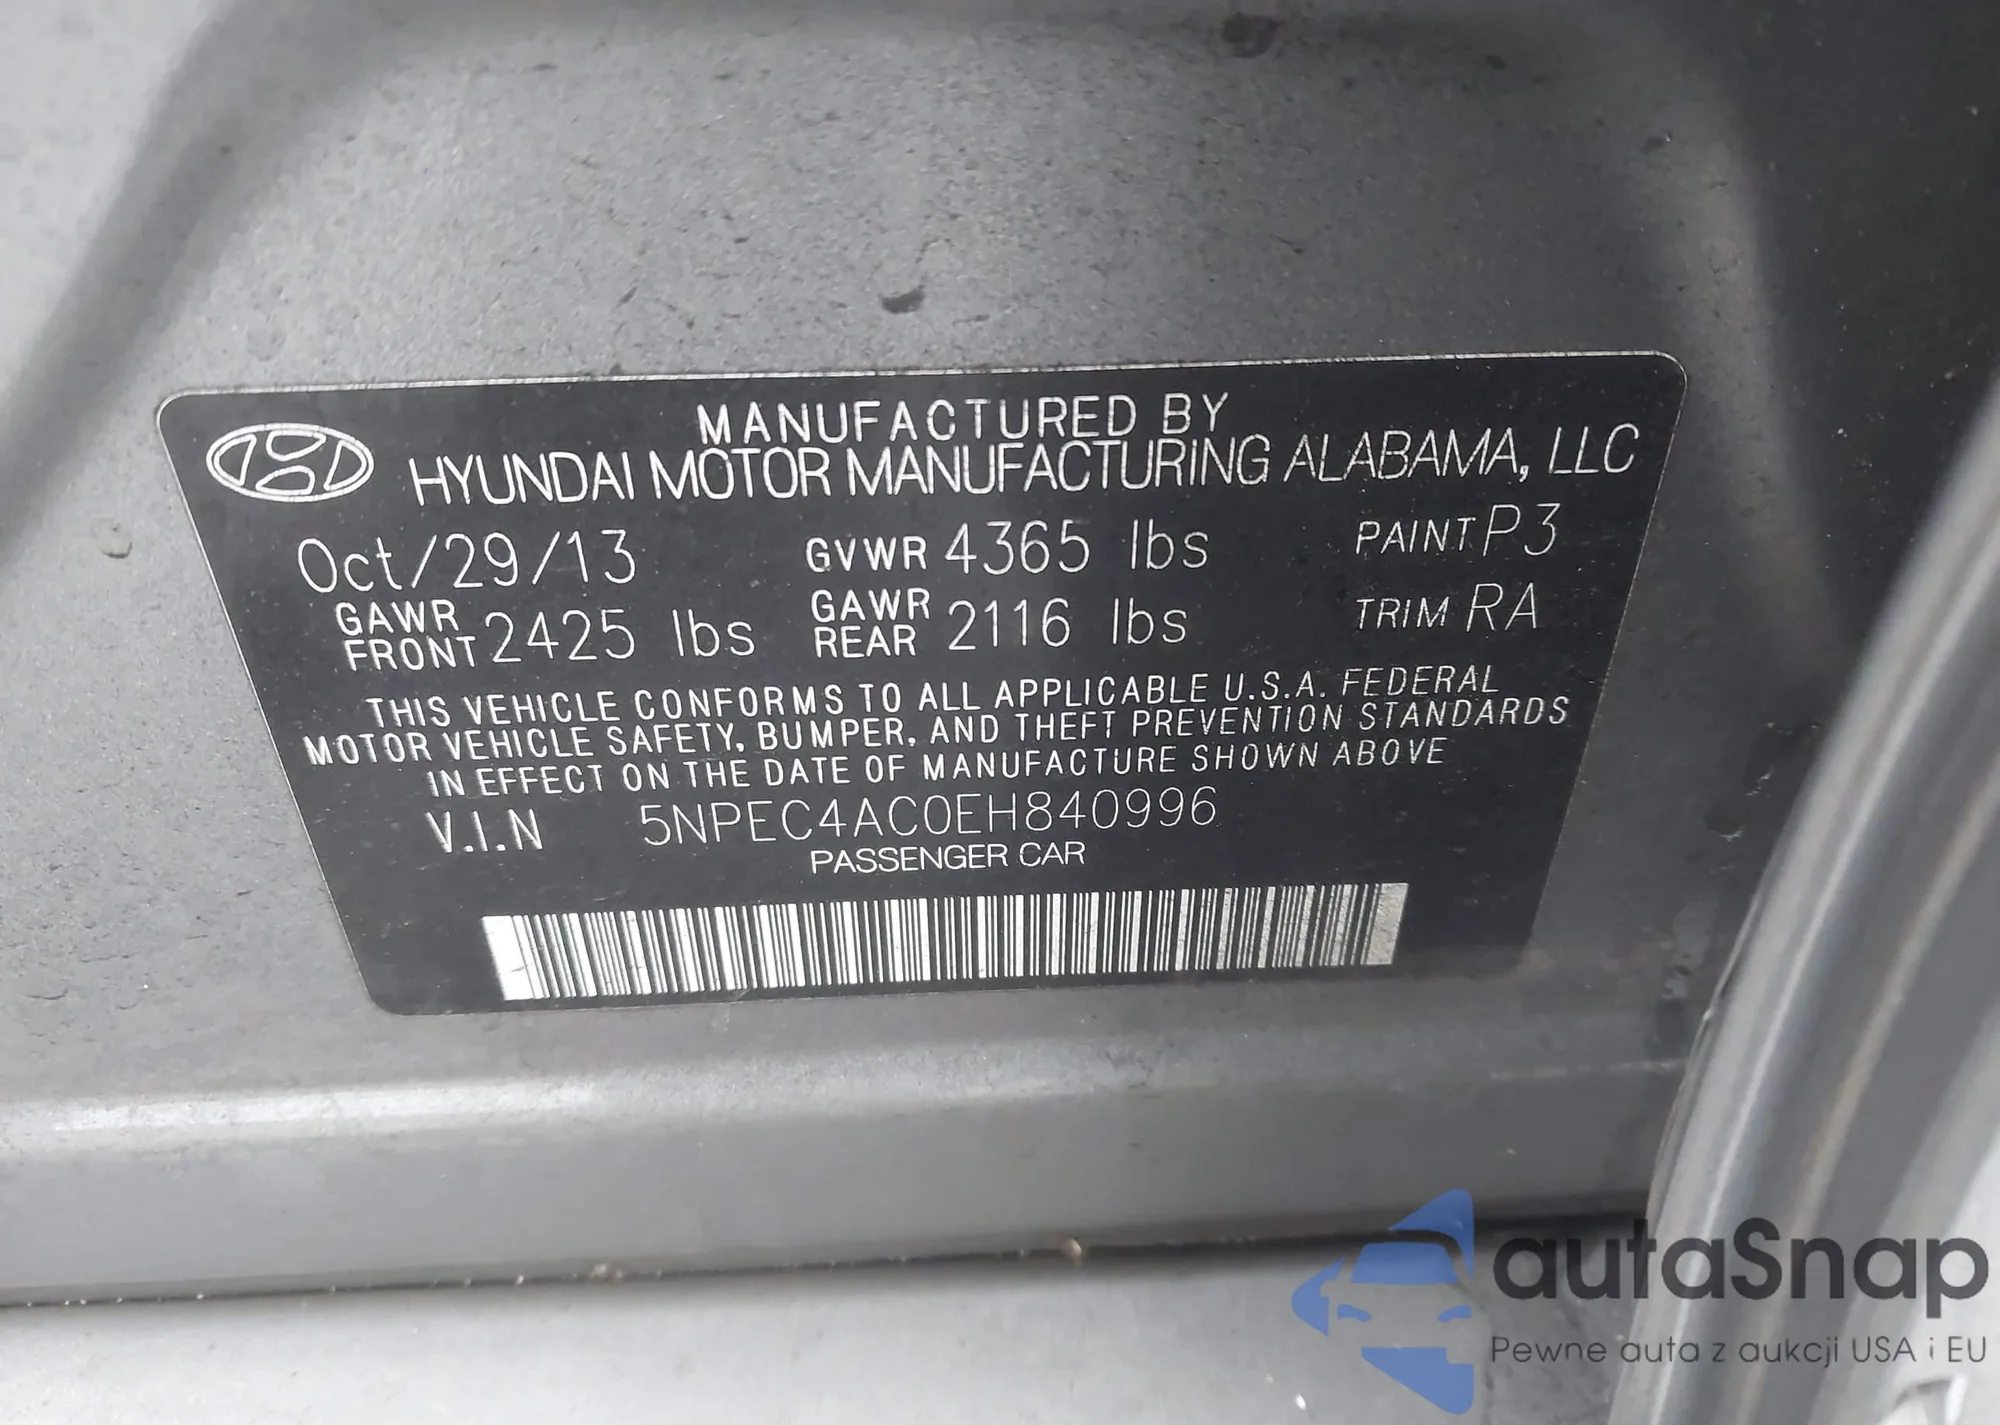 MANUFACTURED BY
HYUNDAI MOTOR MANUFACTURING ALABAMA, LLC
Oct/29/13 GVWR 4365 lbs PAINT P3
GAWR FRONT 2425 lbs GAWR REAR 2116 lbs TRIM RA
THIS VEHICLE CONFORMS TO ALL APPLICABLE U.S.A. FEDERAL
MOTOR VEHICLE SAFETY, BUMPER, AND THEFT PREVENTION STANDARDS
IN EFFECT ON THE DATE OF MANUFACTURE SHOWN ABOVE
V.I.N 5NPEC4AC0EH840996
PASSENGER CAR
autaSnap
Pewne auta z aukcji USA i EU